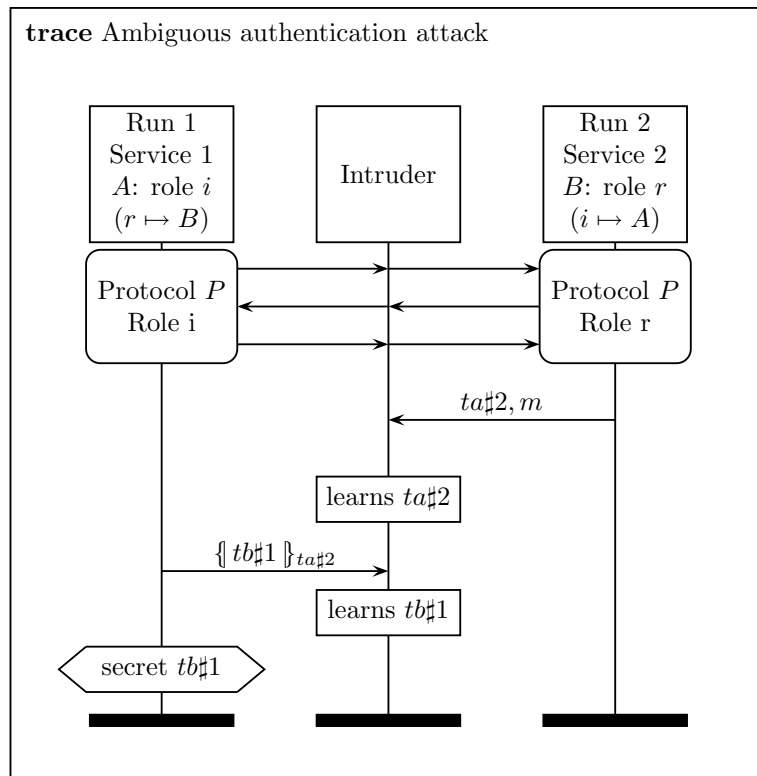 trace Ambiguous authentication attack
Run 1
Service 1
A: role i
(r ↦ B)
Intruder
Run 2
Service 2
B: role r
(i ↦ A)
Protocol P
Role i
Protocol P
Role r
ta♯2, m
learns ta♯2
{| tb♯1 |}ta♯2
learns tb♯1
secret tb♯1